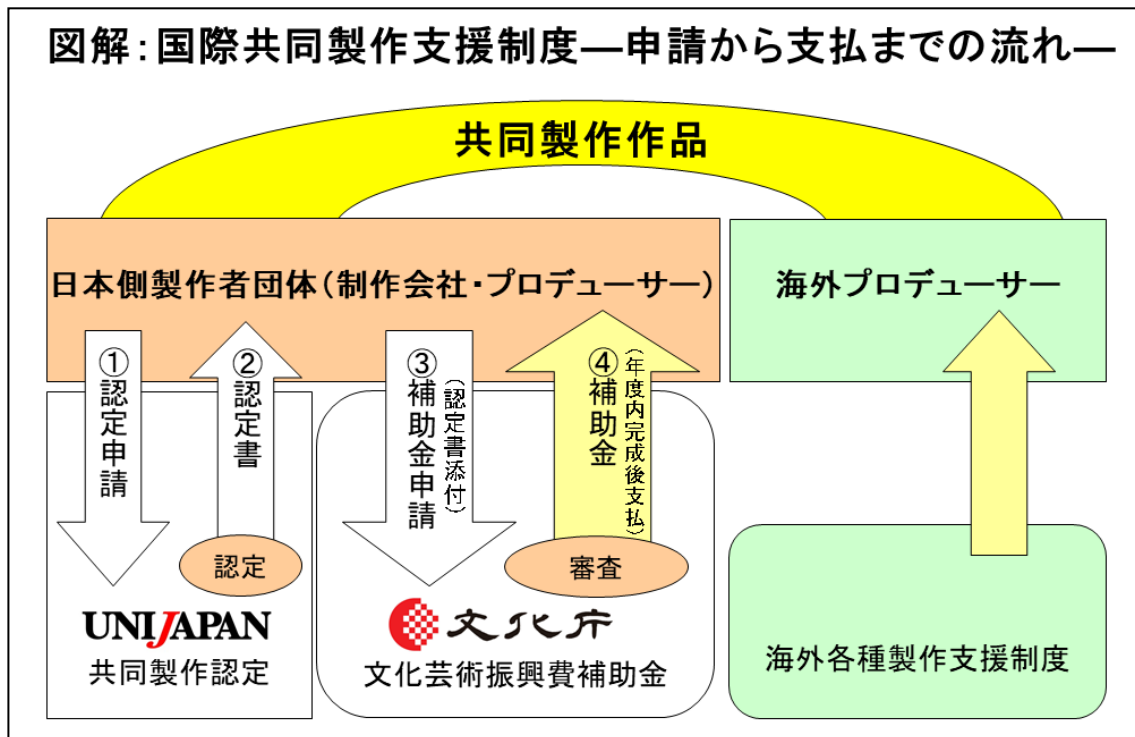 図解：国際共同製作支援制度―申請から支払までの流れ―
共同製作作品
日本側製作者団体（制作会社・プロデューサー）
海外プロデューサー
①認定申請
②認定書
③補助金申請
（認定書添付）
④補助金
（年度内完成後支払）
認定
審査
UNIJAPAN
共同製作認定
文化庁
文化芸術振興費補助金
海外各種製作支援制度